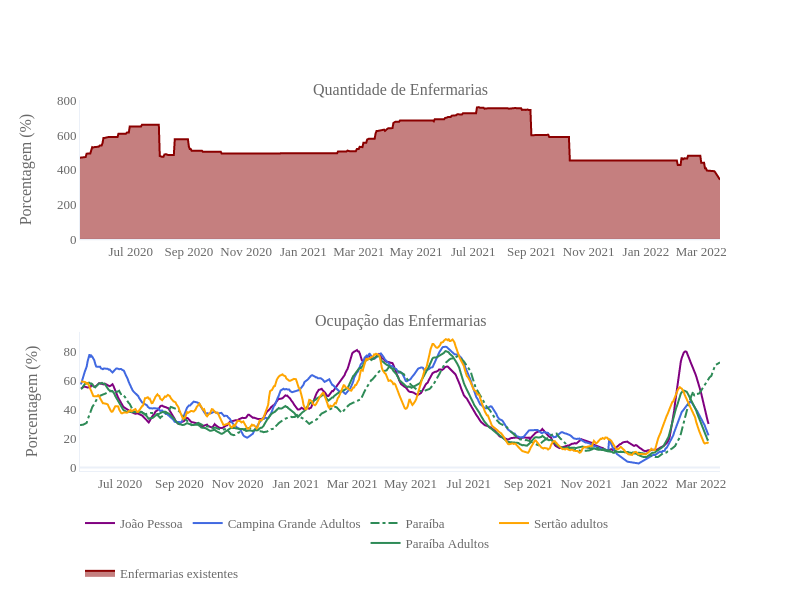 Quantidade de Enfermarias
Porcentagem (%)
800
600
400
200
0
Jul 2020 Sep 2020 Nov 2020 Jan 2021 Mar 2021 May 2021 Jul 2021 Sep 2021 Nov 2021 Jan 2022 Mar 2022
Ocupação das Enfermarias
Porcentagem (%)
80
60
40
20
0
Jul 2020 Sep 2020 Nov 2020 Jan 2021 Mar 2021 May 2021 Jul 2021 Sep 2021 Nov 2021 Jan 2022 Mar 2022
João Pessoa Campina Grande Adultos Paraíba Sertão adultos
Paraíba Adultos
Enfermarias existentes